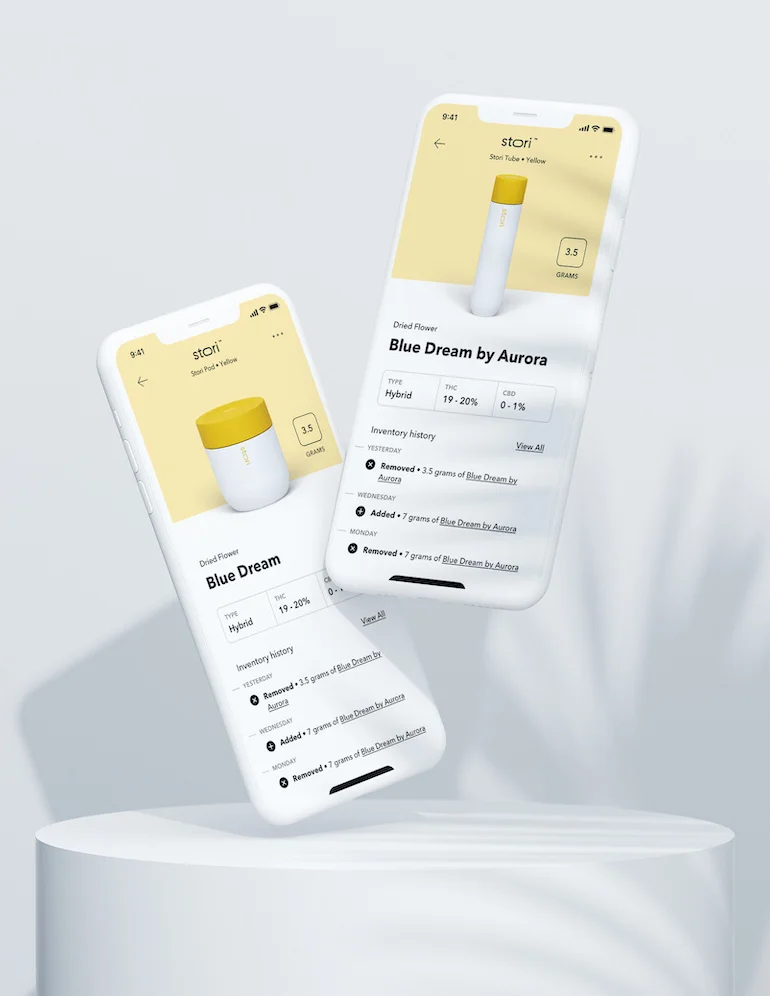 9:41
stori™
Stori Tube • Yellow
stori
3.5
GRAMS
Dried Flower
Blue Dream by Aurora
TYPE
Hybrid
THC
19 - 20%
CBD
0 - 1%
Inventory history
View All
YESTERDAY
Removed • 3.5 grams of Blue Dream by
Aurora
WEDNESDAY
Added • 7 grams of Blue Dream by Aurora
MONDAY
Removed • 7 grams of Blue Dream by Aurora
9:41
stori™
Stori Pod • Yellow
stori
3.5
GRAMS
Dried Flower
Blue Dream
TYPE
Hybrid
THC
19 - 20%
View All
Inventory history
YESTERDAY
Removed • 3.5 grams of Blue Dream by
Aurora
WEDNESDAY
Added • 7 grams of Blue Dream by Aurora
MONDAY
Removed • 7 grams of Blue Dream by Aurora